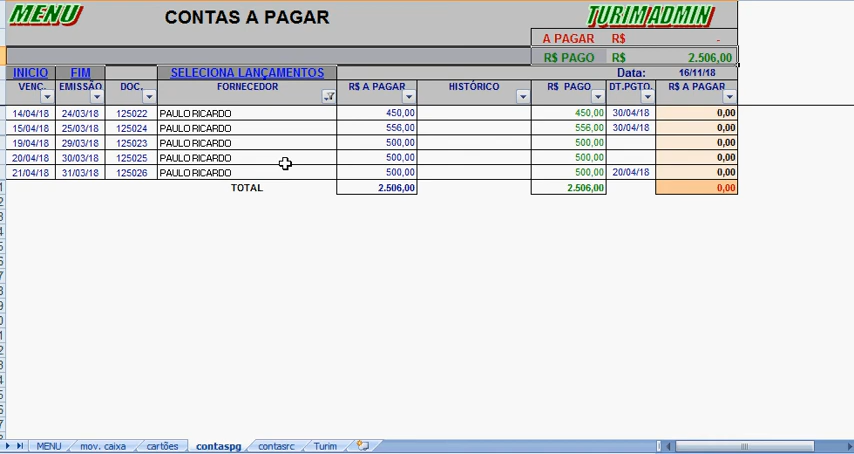 MENU CONTAS A PAGAR TURIM/ADMIN
A PAGAR R$ -
R$ PAGO R$ 2.506,00
INICIO FIM SELECIONA LANÇAMENTOS Data: 16/11/18
VENC. EMISSÃO DOC. FORNECEDOR R$ A PAGAR HISTÓRICO R$ PAGO DT.PGTO. R$ A PAGAR
14/04/18 24/03/18 125022 PAULO RICARDO 450,00 450,00 30/04/18 0,00
15/04/18 25/03/18 125024 PAULO RICARDO 556,00 556,00 30/04/18 0,00
19/04/18 29/03/18 125023 PAULO RICARDO 500,00 500,00 0,00
20/04/18 30/03/18 125025 PAULO RICARDO 500,00 500,00 0,00
21/04/18 31/03/18 125026 PAULO RICARDO 500,00 500,00 20/04/18 0,00
TOTAL 2.506,00 2.506,00 0,00
MENU mov. caixa cartões contaspg contasrc Turim